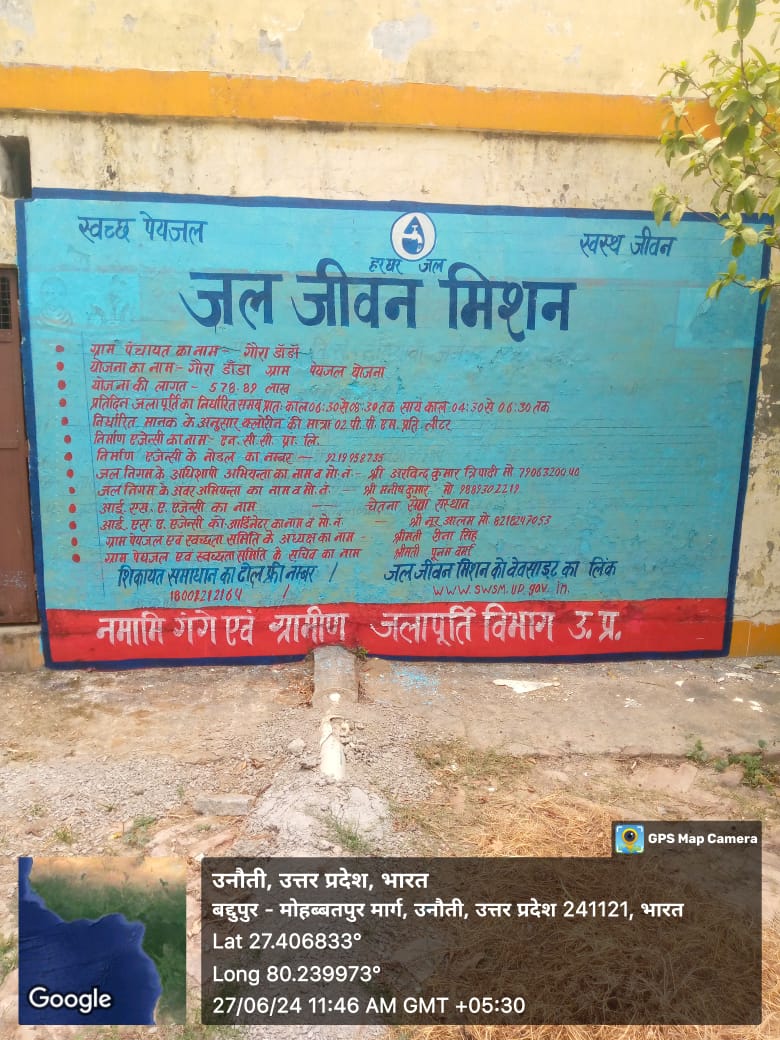 स्वच्छ पेयजल
स्वस्थ जीवन
हर घर जल
जल जीवन मिशन
ग्राम पंचायत का नाम - गौरा डॉडा
योजना का नाम - गौरा डाँडा ग्राम पेयजल योजना
योजना की लागत - 578.89 लाख
प्रतिदिन जलापूर्ति का निर्धारित समय प्रातः काल 06:30 से 08:30 तक सायं काल 04:30 से 06:30 तक
निर्धारित मानक के अनुसार क्लोरीन की मात्रा 02 पी. पी. एम. प्रति लीटर
निर्माण एजेन्सी का नाम - एन. सी. सी. प्रा. लि.
निर्माण एजेन्सी के नोडल का नम्बर - 9219958735
जल निगम के अधिशाषी अभियन्ता का नाम व मो. नं. - श्री अरविन्द कुमार त्रिपाठी मो. 7906320040
जल निगम के अवर अभियन्ता का नाम व मो. नं. - श्री मनीष कुमार मो. 9889302219
आई. एस. ए. एजेन्सी का नाम - चेतना सेवा संस्थान
आई. एस. ए. एजेन्सी को-आर्डिनेटर का नाम व मो. नं. - श्री नूर आलम मो. 8218247053
ग्राम पेयजल एवं स्वच्छता समिति के अध्यक्ष का नाम - श्रीमती रीना सिंह
ग्राम पेयजल एवं स्वच्छता समिति के सचिव का नाम - श्रीमती पूनम वर्मा
शिकायत समाधान का टोल फ्री नम्बर / जल जीवन मिशन की वेबसाइट का लिंक
18001212164 / www.swsm.up.gov.in.
नमामि गंगे एवं ग्रामीण जलापूर्ति विभाग उ. प्र.
GPS Map Camera
उनौती, उत्तर प्रदेश, भारत
बद्दुपुर - मोहब्बतपुर मार्ग, उनौती, उत्तर प्रदेश 241121, भारत
Lat 27.406833°
Long 80.239973°
27/06/24 11:46 AM GMT +05:30
Google